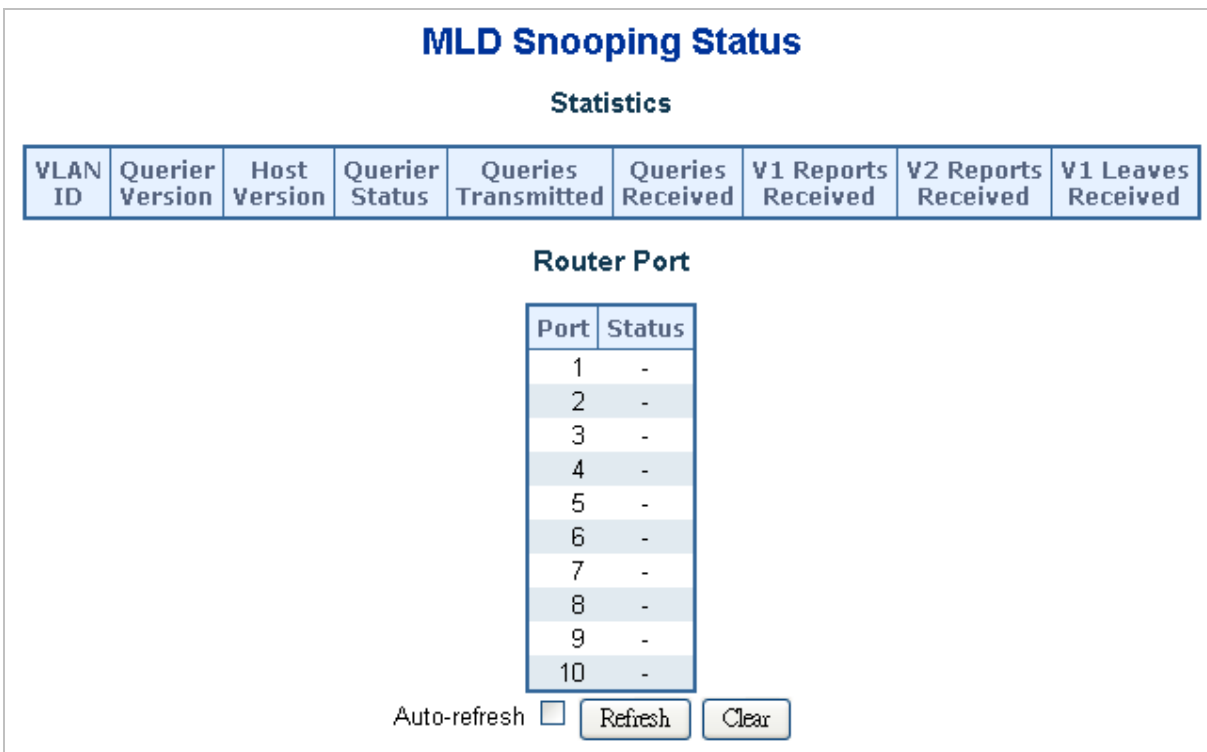 MLD Snooping Status
Statistics
VLAN ID Querier Version Host Version Querier Status Queries Transmitted Queries Received V1 Reports Received V2 Reports Received V1 Leaves Received
Router Port
Port Status
1 -
2 -
3 -
4 -
5 -
6 -
7 -
8 -
9 -
10 -
Auto-refresh Refresh Clear